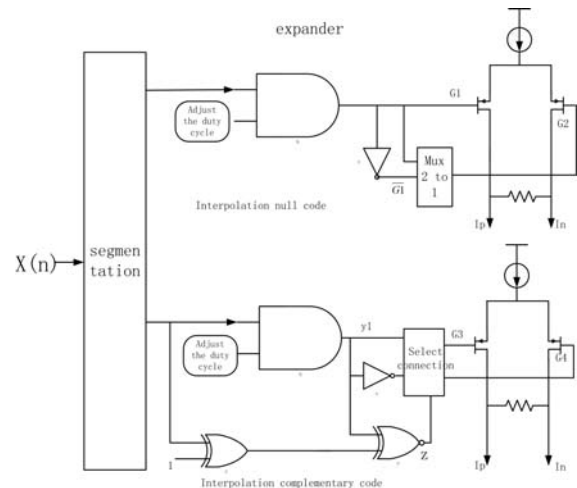 expander
X(n)
segmen
tation
Adjust
the duty
cycle
G1
G2
G1
Mux
2 to
1
Interpolation null code
Ip
In
Adjust
the duty
cycle
y1
Select
connection
G3
G4
1
Z
Interpolation complementary code
Ip
In